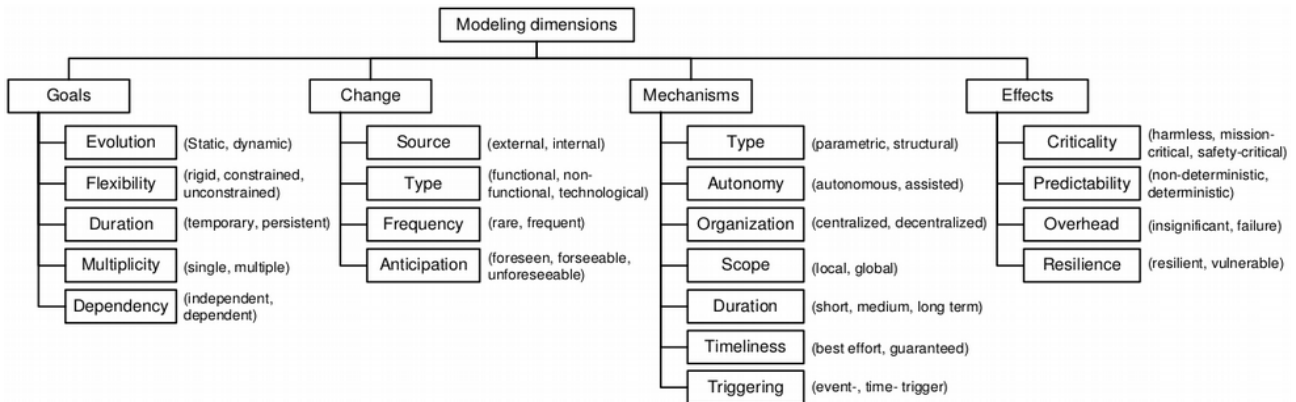 Modeling dimensions
Goals
Evolution
(Static, dynamic)
Flexibility
(rigid, constrained,
unconstrained)
Duration
(temporary, persistent)
Multiplicity
(single, multiple)
Dependency
(independent,
dependent)
Change
Source
(external, internal)
Type
(functional, non-
functional, technological)
Frequency
(rare, frequent)
Anticipation
(foreseen, forseeable,
unforeseeable)
Mechanisms
Type
(parametric, structural)
Autonomy
(autonomous, assisted)
Organization
(centralized, decentralized)
Scope
(local, global)
Duration
(short, medium, long term)
Timeliness
(best effort, guaranteed)
Triggering
(event-, time- trigger)
Effects
Criticality
(harmless, mission-
critical, safety-critical)
Predictability
(non-deterministic,
deterministic)
Overhead
(insignificant, failure)
Resilience
(resilient, vulnerable)